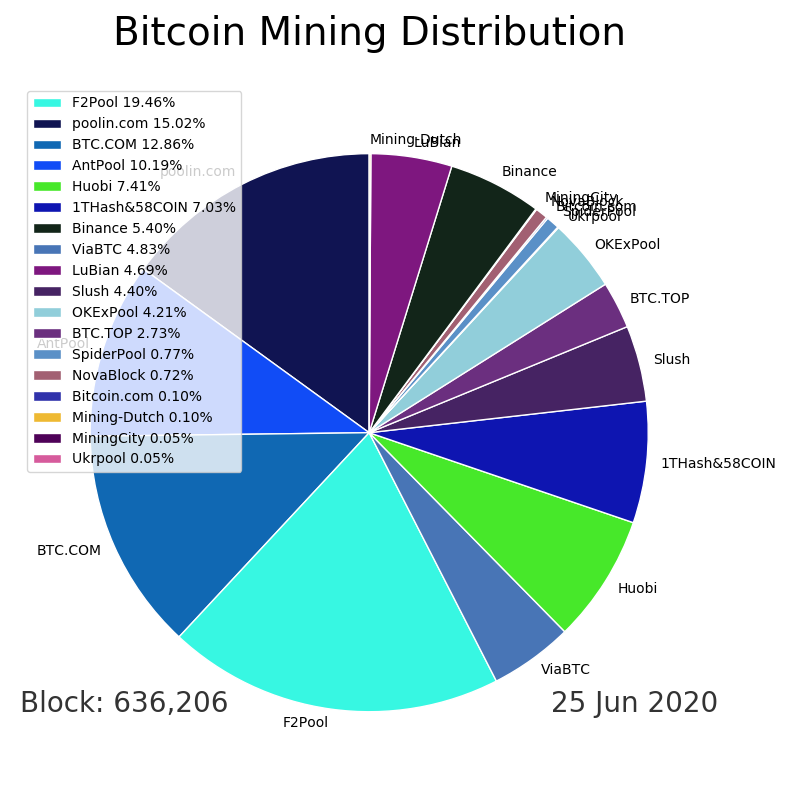 Bitcoin Mining Distribution
F2Pool 19.46%
poolin.com 15.02%
BTC.COM 12.86%
AntPool 10.19%
Huobi 7.41%
1THash&58COIN 7.03%
Binance 5.40%
ViaBTC 4.83%
LuBian 4.69%
Slush 4.40%
OKExPool 4.21%
BTC.TOP 2.73%
SpiderPool 0.77%
NovaBlock 0.72%
Bitcoin.com 0.10%
Mining-Dutch 0.10%
MiningCity 0.05%
Ukrpool 0.05%
Mining-Dutch
LuBian
Binance
MiningCity
NovaBlock
Bitcoin.com
SpiderPool
Ukrpool
OKExPool
BTC.TOP
Slush
1THash&58COIN
Huobi
ViaBTC
F2Pool
BTC.COM
AntPool
poolin.com
Block: 636,206
25 Jun 2020